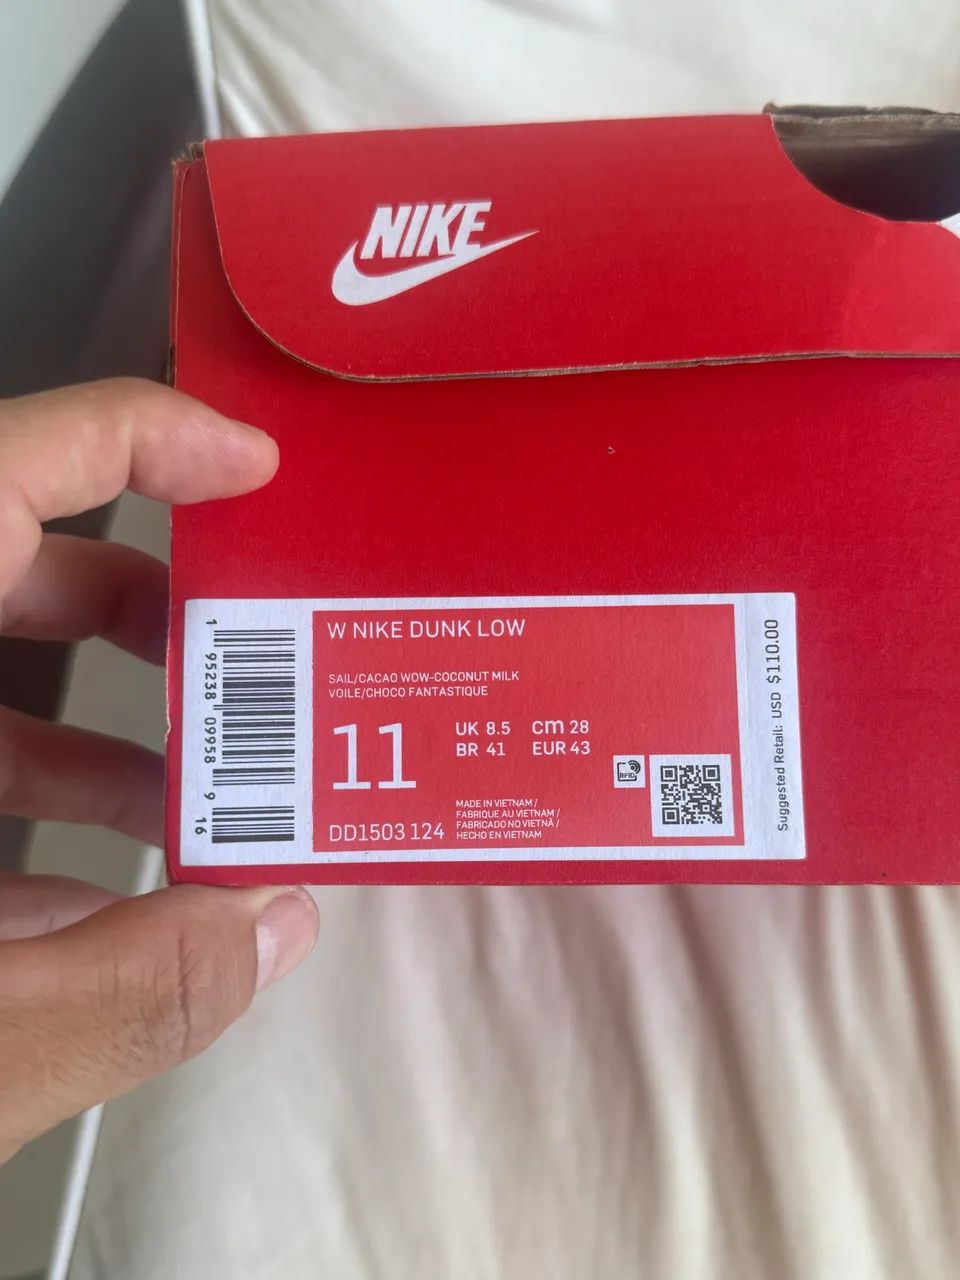 NIKE
W NIKE DUNK LOW
SAIL/CACAO WOW-COCONUT MILK
VOILE/CHOCO FANTASTIQUE
11
UK 8.5 cm 28
BR 41 EUR 43
RFID
MADE IN VIETNAM /
FABRIQUE AU VIETNAM /
FABRICADO NO VIETNÃ /
HECHO EN VIETNAM
DD1503 124
1 95238 09958 9 16
Suggested Retail: USD $110.00